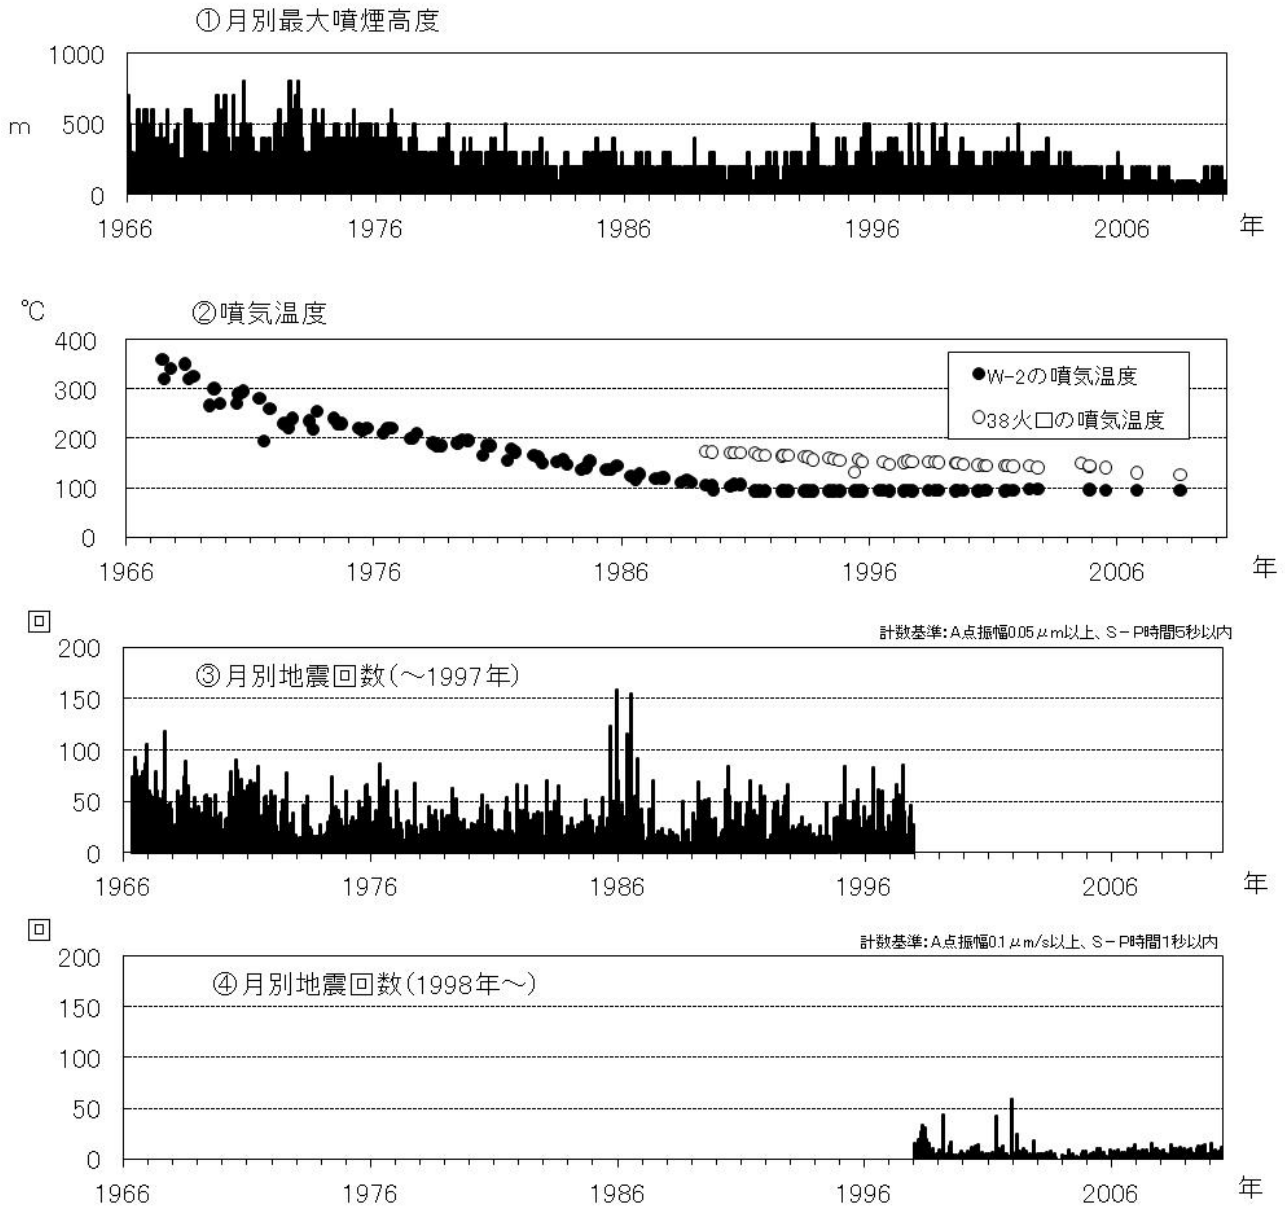 ①月別最大噴煙高度
1000
m
500
0
1966 1976 1986 1996 2006 年
℃
②噴気温度
400
300
200
100
0
●W-2の噴気温度
○38火口の噴気温度
1966 1976 1986 1996 2006 年
回
計数基準:A点振幅0.05μm以上、S-P時間5秒以内
200
③月別地震回数(~1997年)
150
100
50
0
1966 1976 1986 1996 2006 年
回
計数基準:A点振幅0.1μm/s以上、S-P時間1秒以内
200
④月別地震回数(1998年~)
150
100
50
0
1966 1976 1986 1996 2006 年